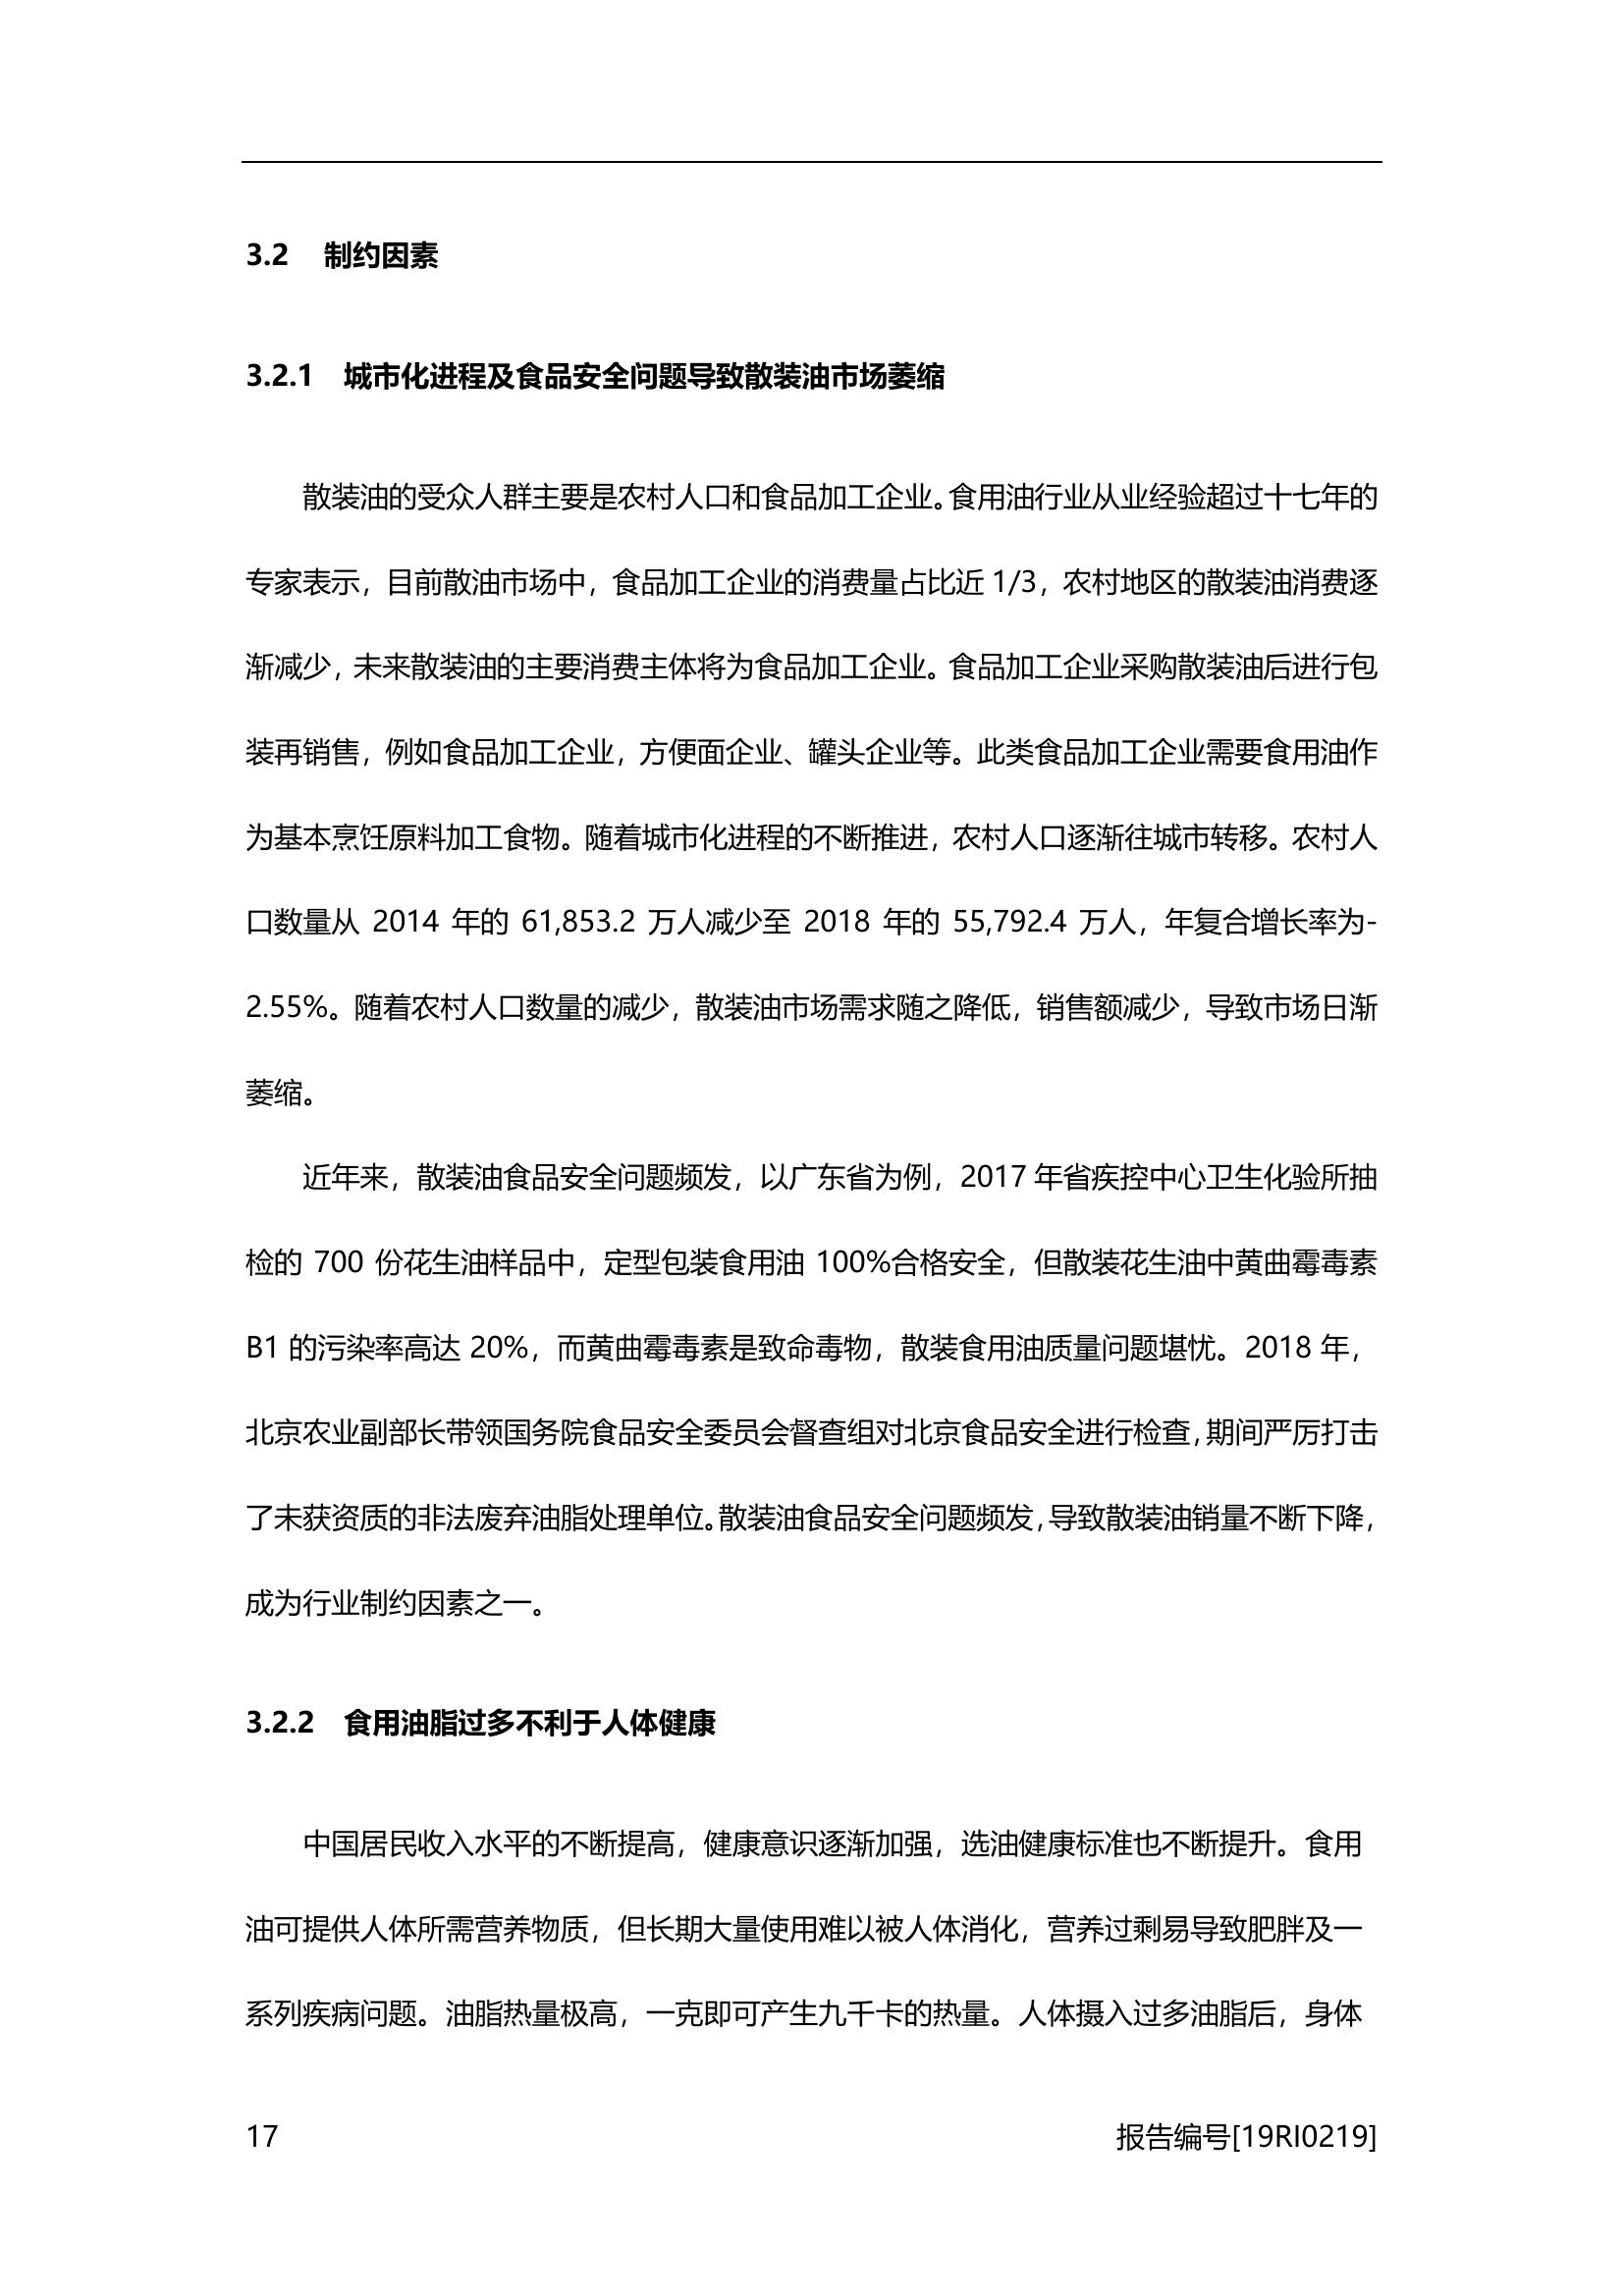 3.2 制约因素
3.2.1 城市化进程及食品安全问题导致散装油市场萎缩
散装油的受众人群主要是农村人口和食品加工企业。食用油行业从业经验超过十七年的
专家表示，目前散油市场中，食品加工企业的消费量占比近 1/3，农村地区的散装油消费逐
渐减少，未来散装油的主要消费主体将为食品加工企业。食品加工企业采购散装油后进行包
装再销售，例如食品加工企业，方便面企业、罐头企业等。此类食品加工企业需要食用油作
为基本烹饪原料加工食物。随着城市化进程的不断推进，农村人口逐渐往城市转移。农村人
口数量从 2014 年的 61,853.2 万人减少至 2018 年的 55,792.4 万人，年复合增长率为-
2.55%。随着农村人口数量的减少，散装油市场需求随之降低，销售额减少，导致市场日渐
萎缩。
近年来，散装油食品安全问题频发，以广东省为例，2017 年省疾控中心卫生化验所抽
检的 700 份花生油样品中，定型包装食用油 100%合格安全，但散装花生油中黄曲霉毒素
B1 的污染率高达 20%，而黄曲霉毒素是致命毒物，散装食用油质量问题堪忧。2018 年，
北京农业副部长带领国务院食品安全委员会督查组对北京食品安全进行检查，期间严厉打击
了未获资质的非法废弃油脂处理单位。散装油食品安全问题频发，导致散装油销量不断下降，
成为行业制约因素之一。
3.2.2 食用油脂过多不利于人体健康
中国居民收入水平的不断提高，健康意识逐渐加强，选油健康标准也不断提升。食用
油可提供人体所需营养物质，但长期大量使用难以被人体消化，营养过剩易导致肥胖及一
系列疾病问题。油脂热量极高，一克即可产生九千卡的热量。人体摄入过多油脂后，身体
17 报告编号[19RI0219]